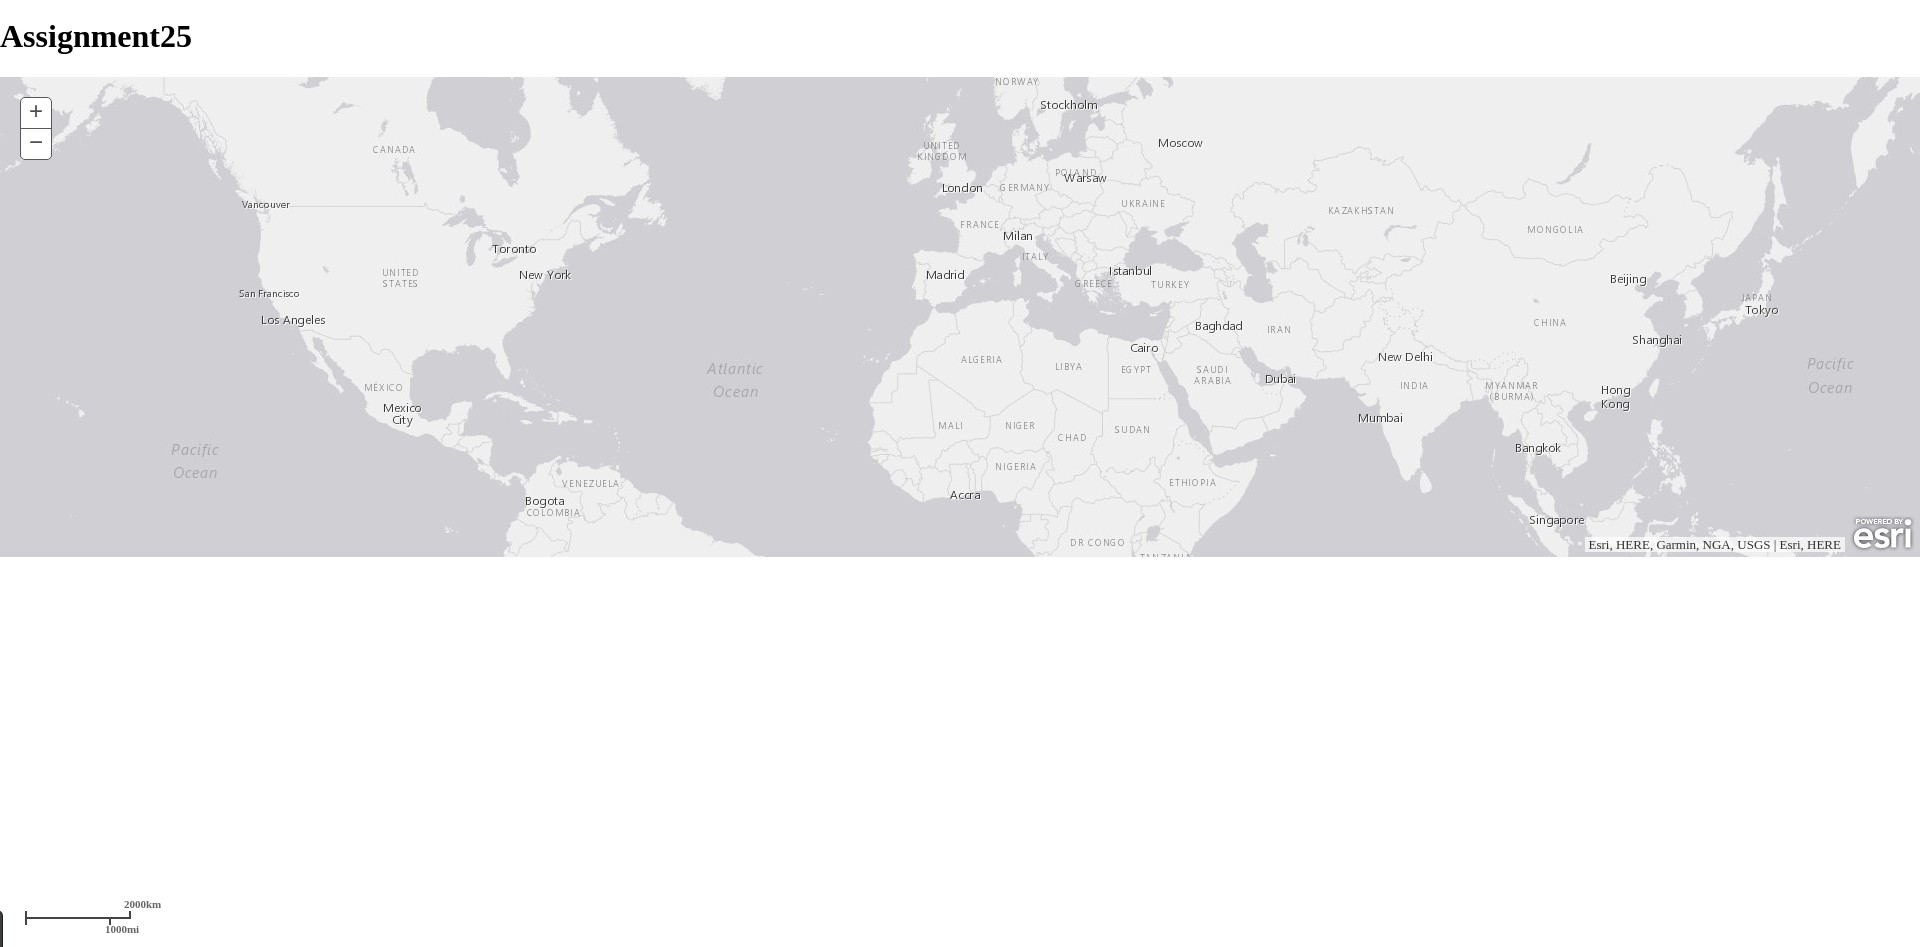 Assignment25
+
−
NORWAY
Stockholm
Moscow
CANADA
UNITED
KINGDOM
POLAND
Warsaw
London
GERMANY
Vancouver
UKRAINE
KAZAKHSTAN
FRANCE
MONGOLIA
Milan
Toronto
ITALY
UNITED
STATES
New York
Madrid
Istanbul
GREECE
TURKEY
Beijing
San Francisco
JAPAN
Tokyo
Los Angeles
Baghdad
IRAN
CHINA
Shanghai
Cairo
New Delhi
ALGERIA
LIBYA
EGYPT
SAUDI
ARABIA
Dubai
Atlantic
Ocean
Pacific
Ocean
MÉXICO
INDIA
MYANMAR
(BURMA)
Hong
Kong
Mexico
City
Mumbai
MALI
NIGER
CHAD
SUDAN
Pacific
Ocean
Bangkok
NIGERIA
VENEZUELA
ETHIOPIA
Bogota
COLOMBIA
Accra
Singapore
DR CONGO
TANZANIA
POWERED BY
esri
Esri, HERE, Garmin, NGA, USGS | Esri, HERE
2000km
1000mi